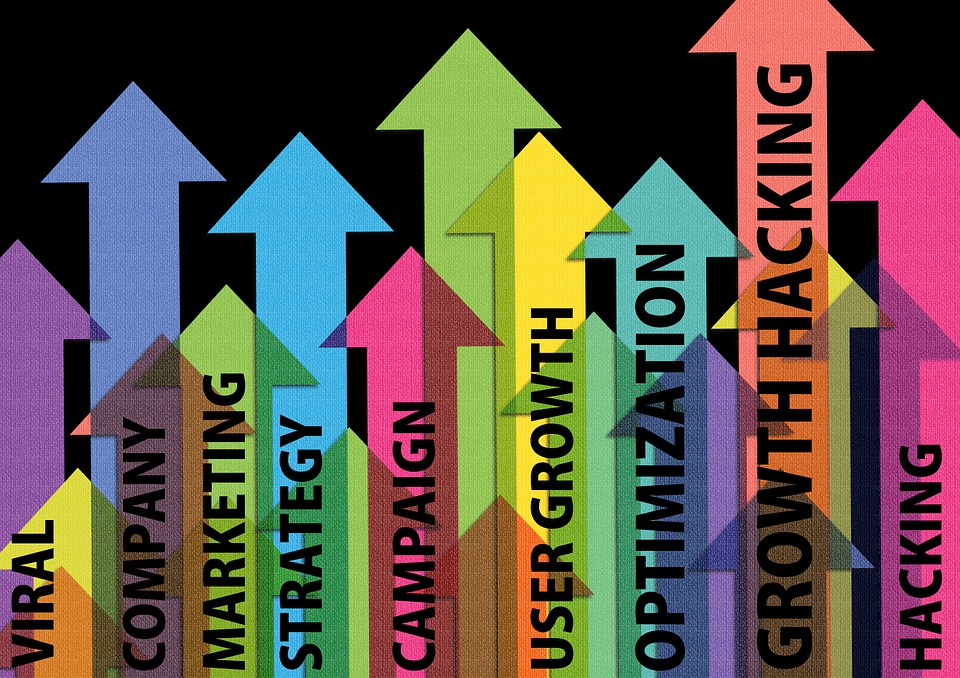 VIRAL
COMPANY
MARKETING
STRATEGY
CAMPAIGN
USER GROWTH
OPTIMIZATION
GROWTH HACKING
HACKING